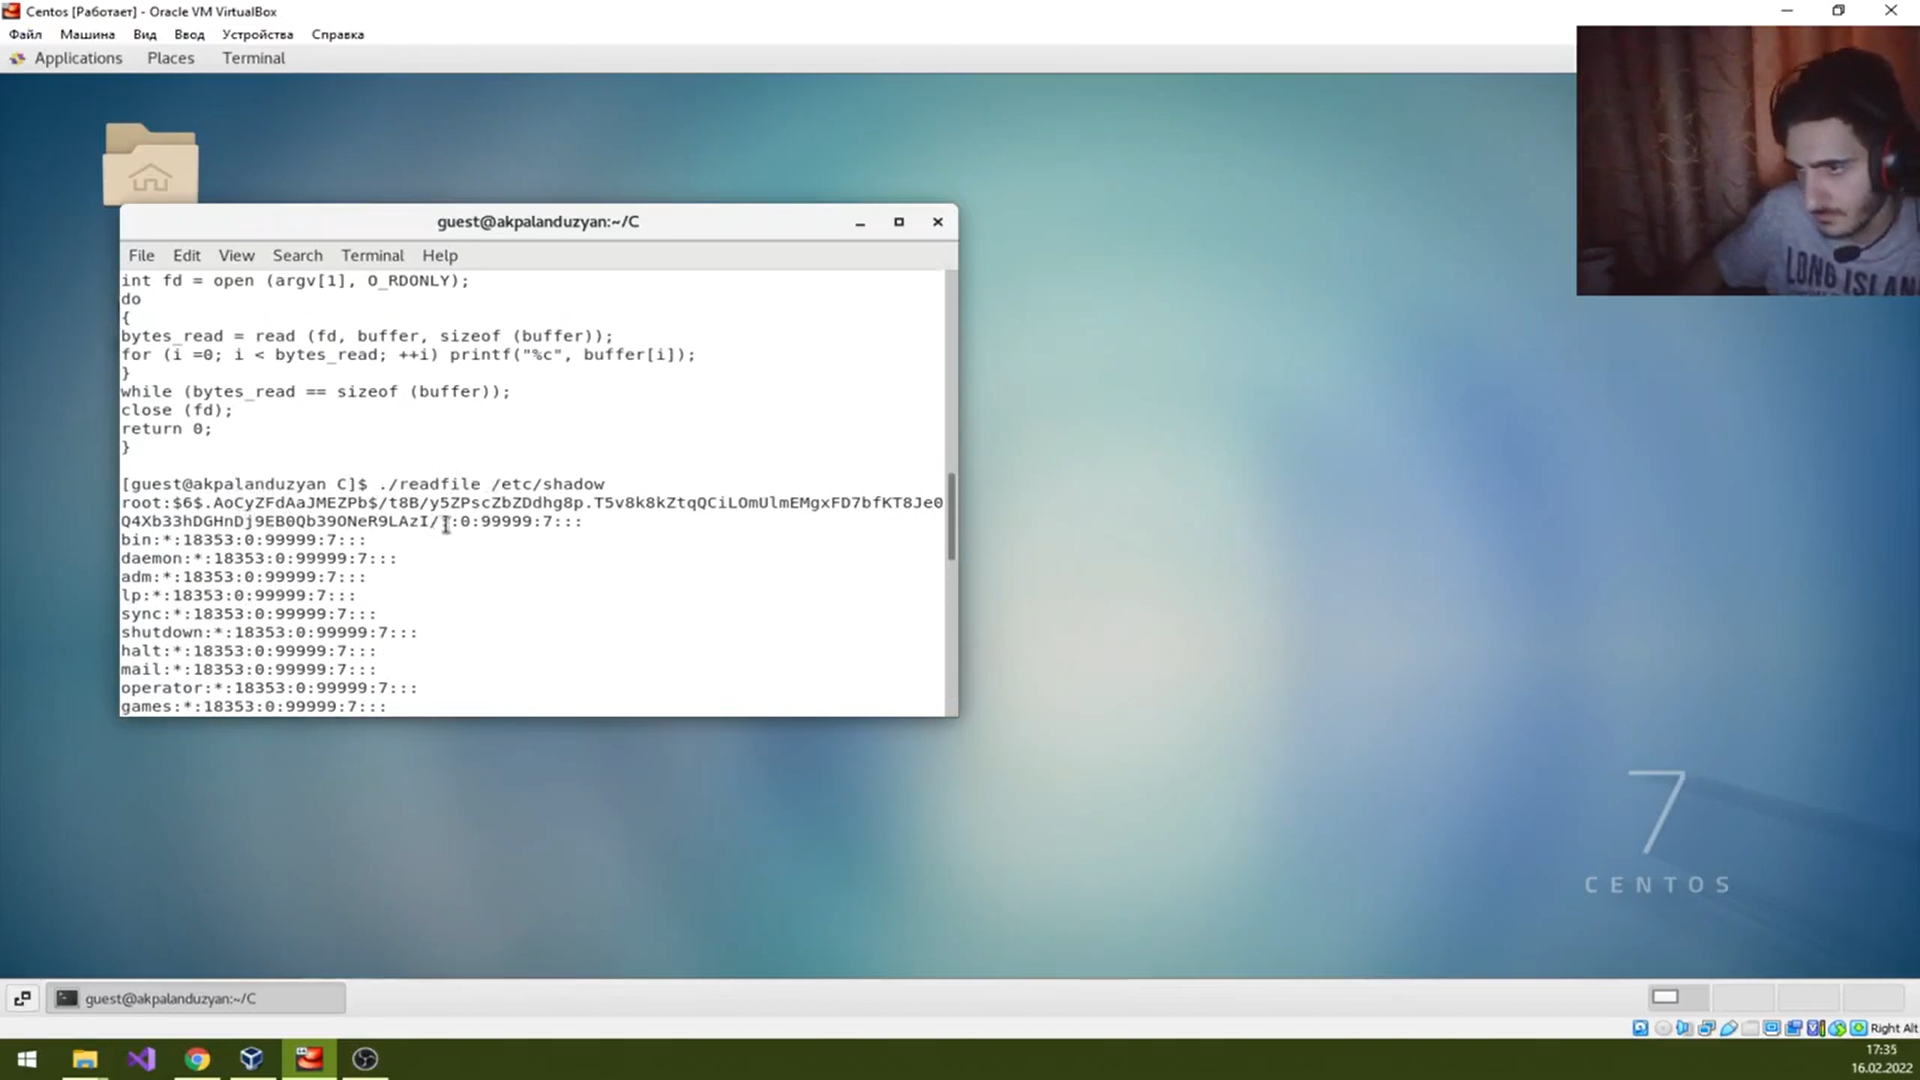 Centos [Работает] - Oracle VM VirtualBox
Файл Машина Вид Ввод Устройства Справка
Applications Places Terminal
guest@akpalanduzyan:~/C
File Edit View Search Terminal Help
int fd = open (argv[1], O_RDONLY);
do
{
bytes_read = read (fd, buffer, sizeof (buffer));
for (i =0; i < bytes_read; ++i) printf("%c", buffer[i]);
}
while (bytes_read == sizeof (buffer));
close (fd);
return 0;
}
[guest@akpalanduzyan C]$ ./readfile /etc/shadow
root:$6$.AoCyZFdAaJMEZPb$/t8B/y5ZPscZbZDdhg8p.T5v8k8kZtqQCiLOmUlmEMgxFD7bfKT8Je0
Q4Xb33hDGHnDj9EB0Qb39ONeR9LAzI/::0:99999:7:::
bin:*:18353:0:99999:7:::
daemon:*:18353:0:99999:7:::
adm:*:18353:0:99999:7:::
lp:*:18353:0:99999:7:::
sync:*:18353:0:99999:7:::
shutdown:*:18353:0:99999:7:::
halt:*:18353:0:99999:7:::
mail:*:18353:0:99999:7:::
operator:*:18353:0:99999:7:::
games:*:18353:0:99999:7:::
LONG ISLAN
7
CENTOS
guest@akpalanduzyan:~/C
Right Alt
17:35
16.02.2022